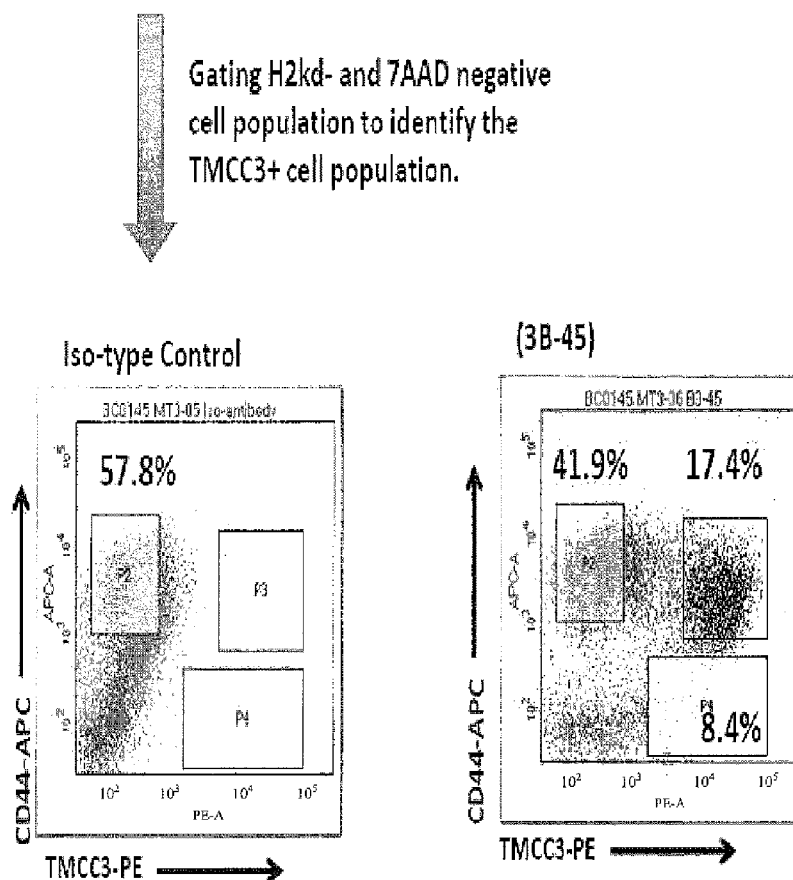 Gating H2kd- and 7AAD negative
cell population to identify the
TMCC3+ cell population.
Iso-type Control
(3B-45)
BC0145 MT3-05 Iso-antibody
BC0145 MT3-06 B3-45
57.8%
41.9%
17.4%
8.4%
P2
P3
P4
P4
CD44-APC
APC-A
10^5
10^4
10^3
10^2
10^2
10^3
10^4
10^5
PE-A
TMCC3-PE
CD44-APC
APC-A
10^5
10^4
10^3
10^2
10^2
10^3
10^4
10^5
PE-A
TMCC3-PE